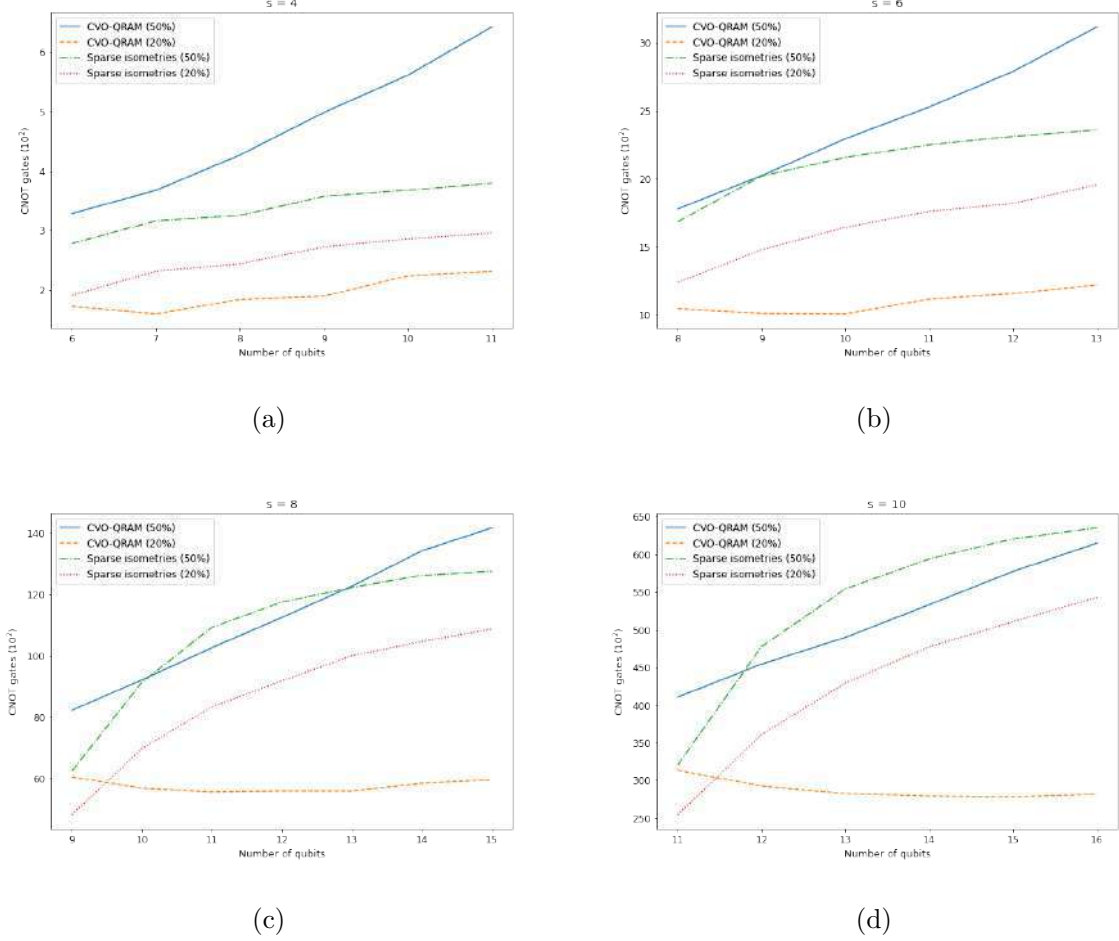 s = 4
CVO-QRAM (50%)
CVO-QRAM (20%)
Sparse isometries (50%)
Sparse isometries (20%)
6
5
4
3
2
CNOT gates (10²)
6 7 8 9 10 11
Number of qubits
(a)
s = 6
CVO-QRAM (50%)
CVO-QRAM (20%)
Sparse isometries (50%)
Sparse isometries (20%)
30
25
20
15
10
CNOT gates (10²)
8 9 10 11 12 13
Number of qubits
(b)
s = 8
CVO-QRAM (50%)
CVO-QRAM (20%)
Sparse isometries (50%)
Sparse isometries (20%)
140
120
100
80
60
CNOT gates (10²)
9 10 11 12 13 14 15
Number of qubits
(c)
s = 10
CVO-QRAM (50%)
CVO-QRAM (20%)
Sparse isometries (50%)
Sparse isometries (20%)
650
600
550
500
450
400
350
300
250
CNOT gates (10²)
11 12 13 14 15 16
Number of qubits
(d)